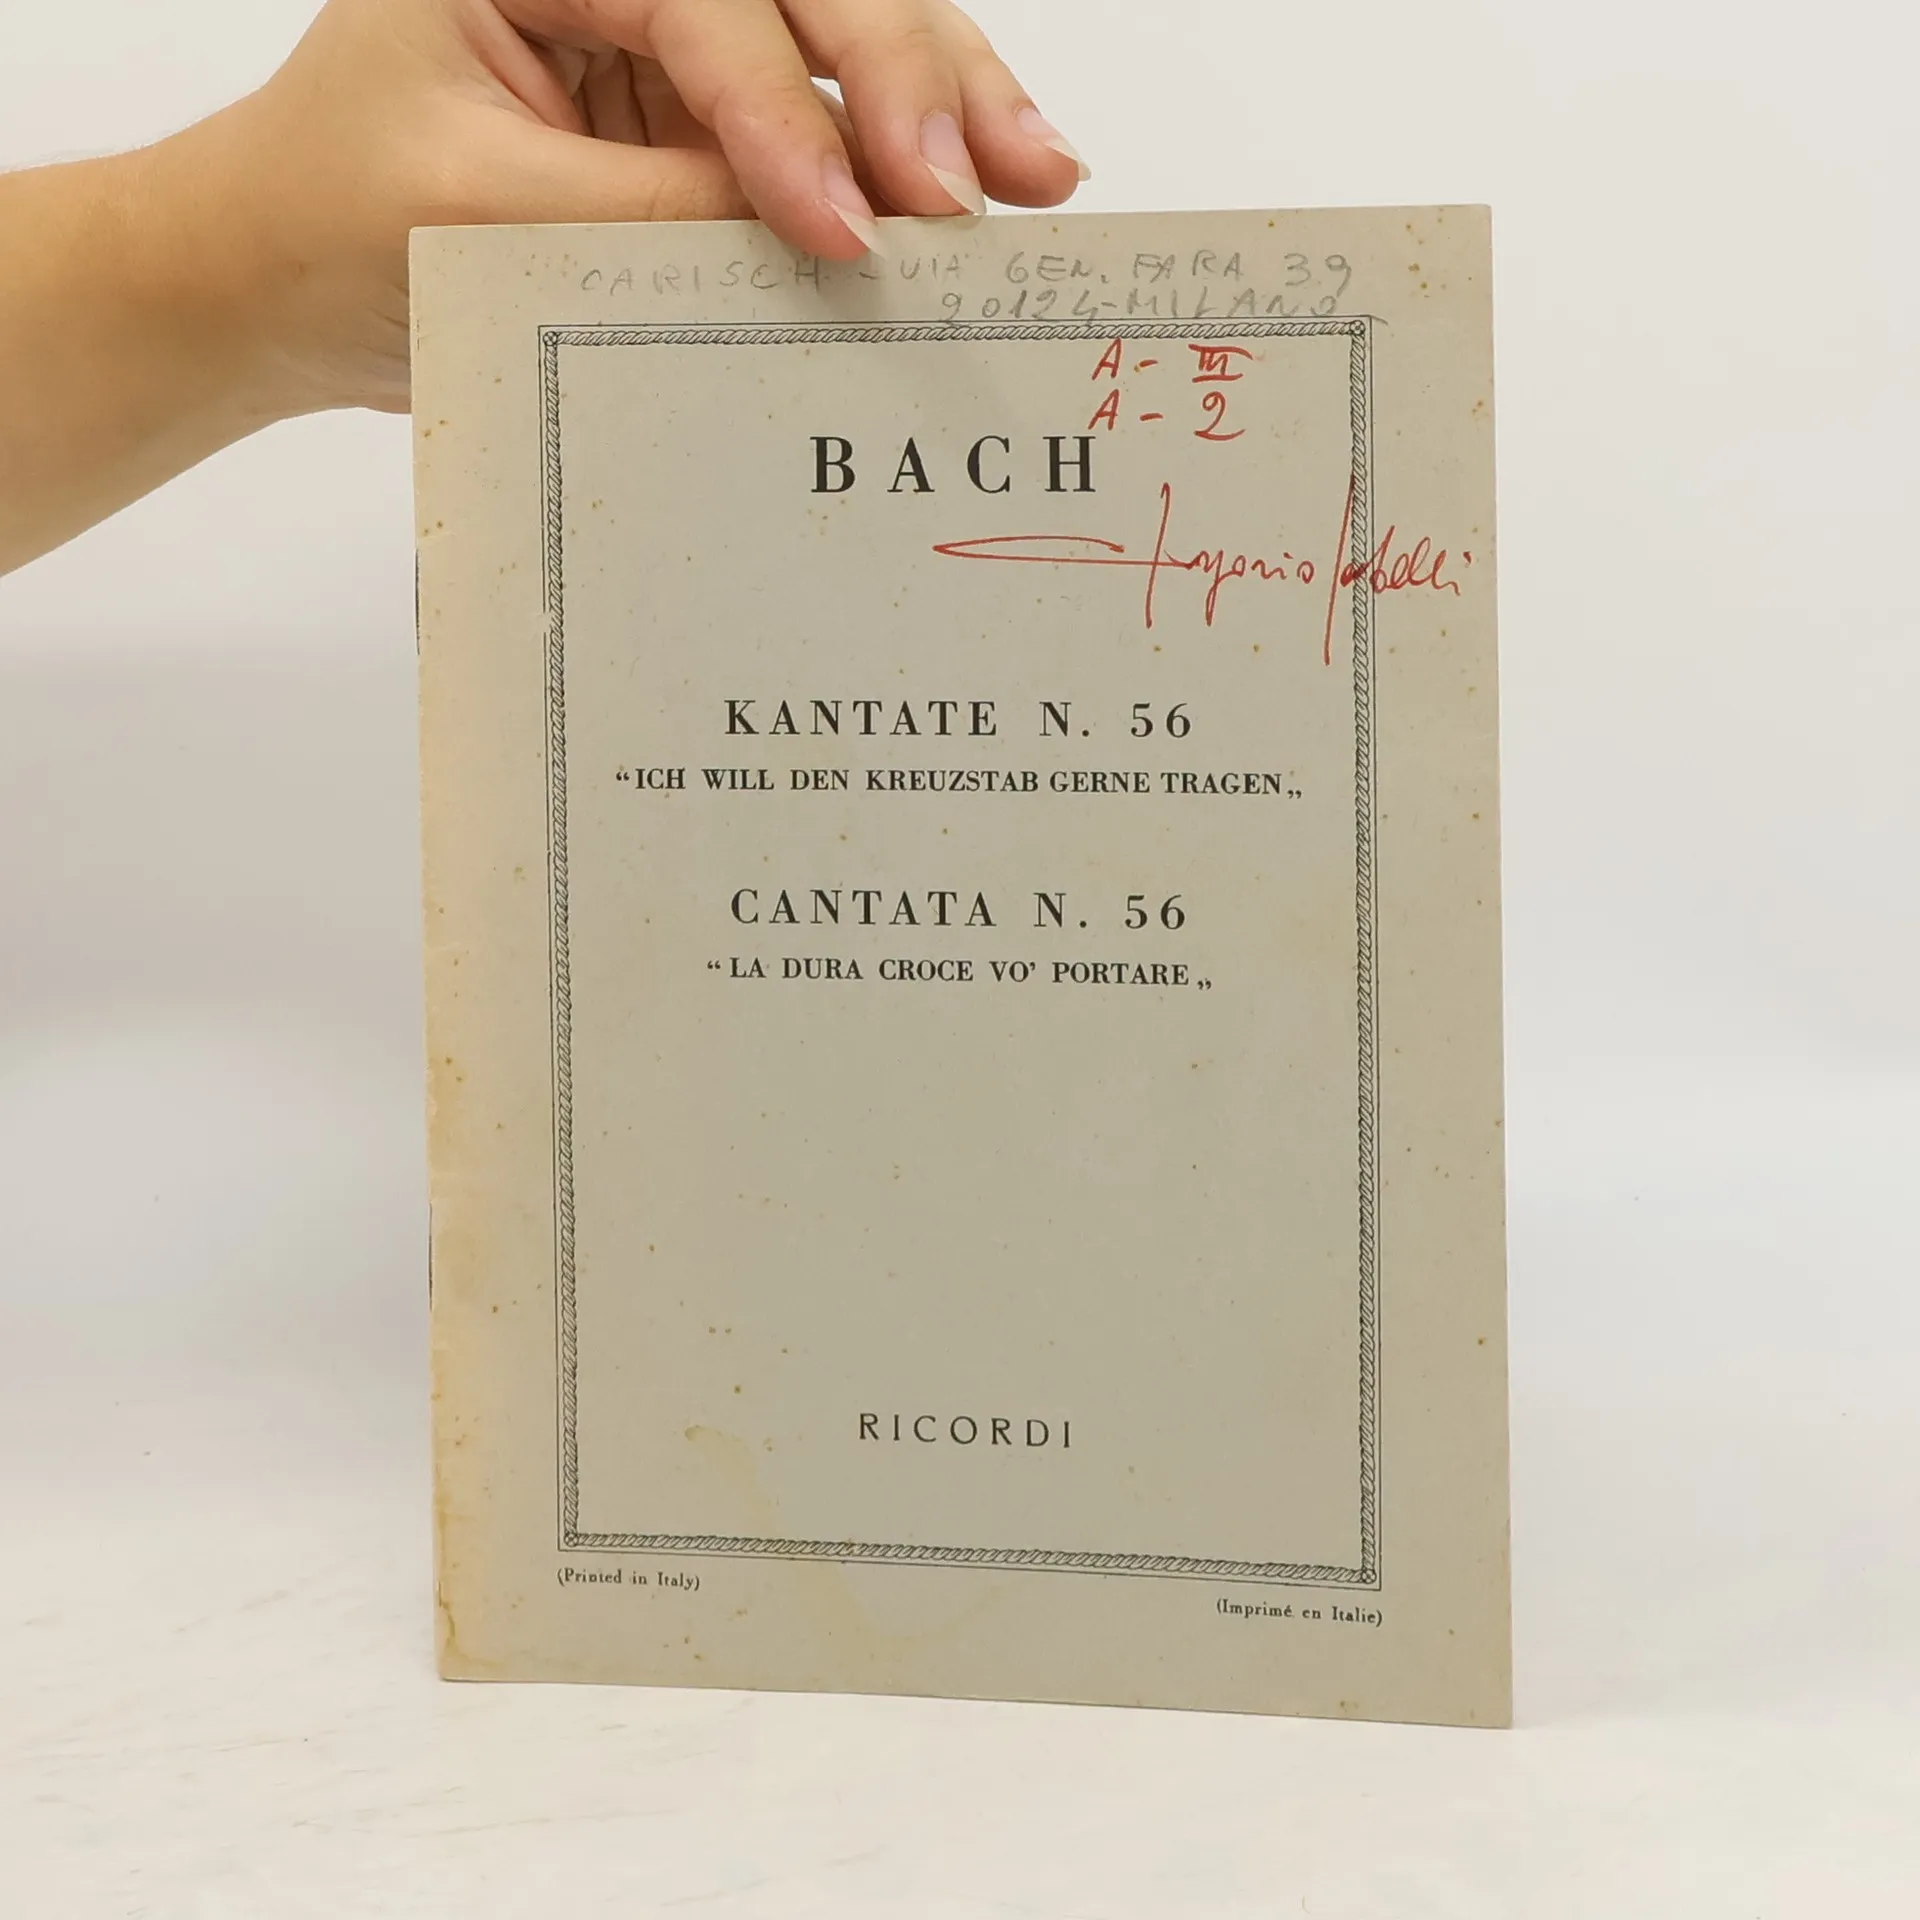 CARISCH - VIA GEN. FARA 39
20124-MILANO
A - III
A - 2
BACH
KANTATE N. 56
“ICH WILL DEN KREUZSTAB GERNE TRAGEN„
CANTATA N. 56
“LA DURA CROCE VO’ PORTARE„
RICORDI
(Printed in Italy)
(Imprimé en Italie)